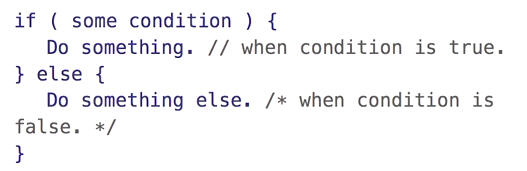 if ( some condition ) {
Do something. // when condition is true.
} else {
Do something else. /* when condition is
false. */
}